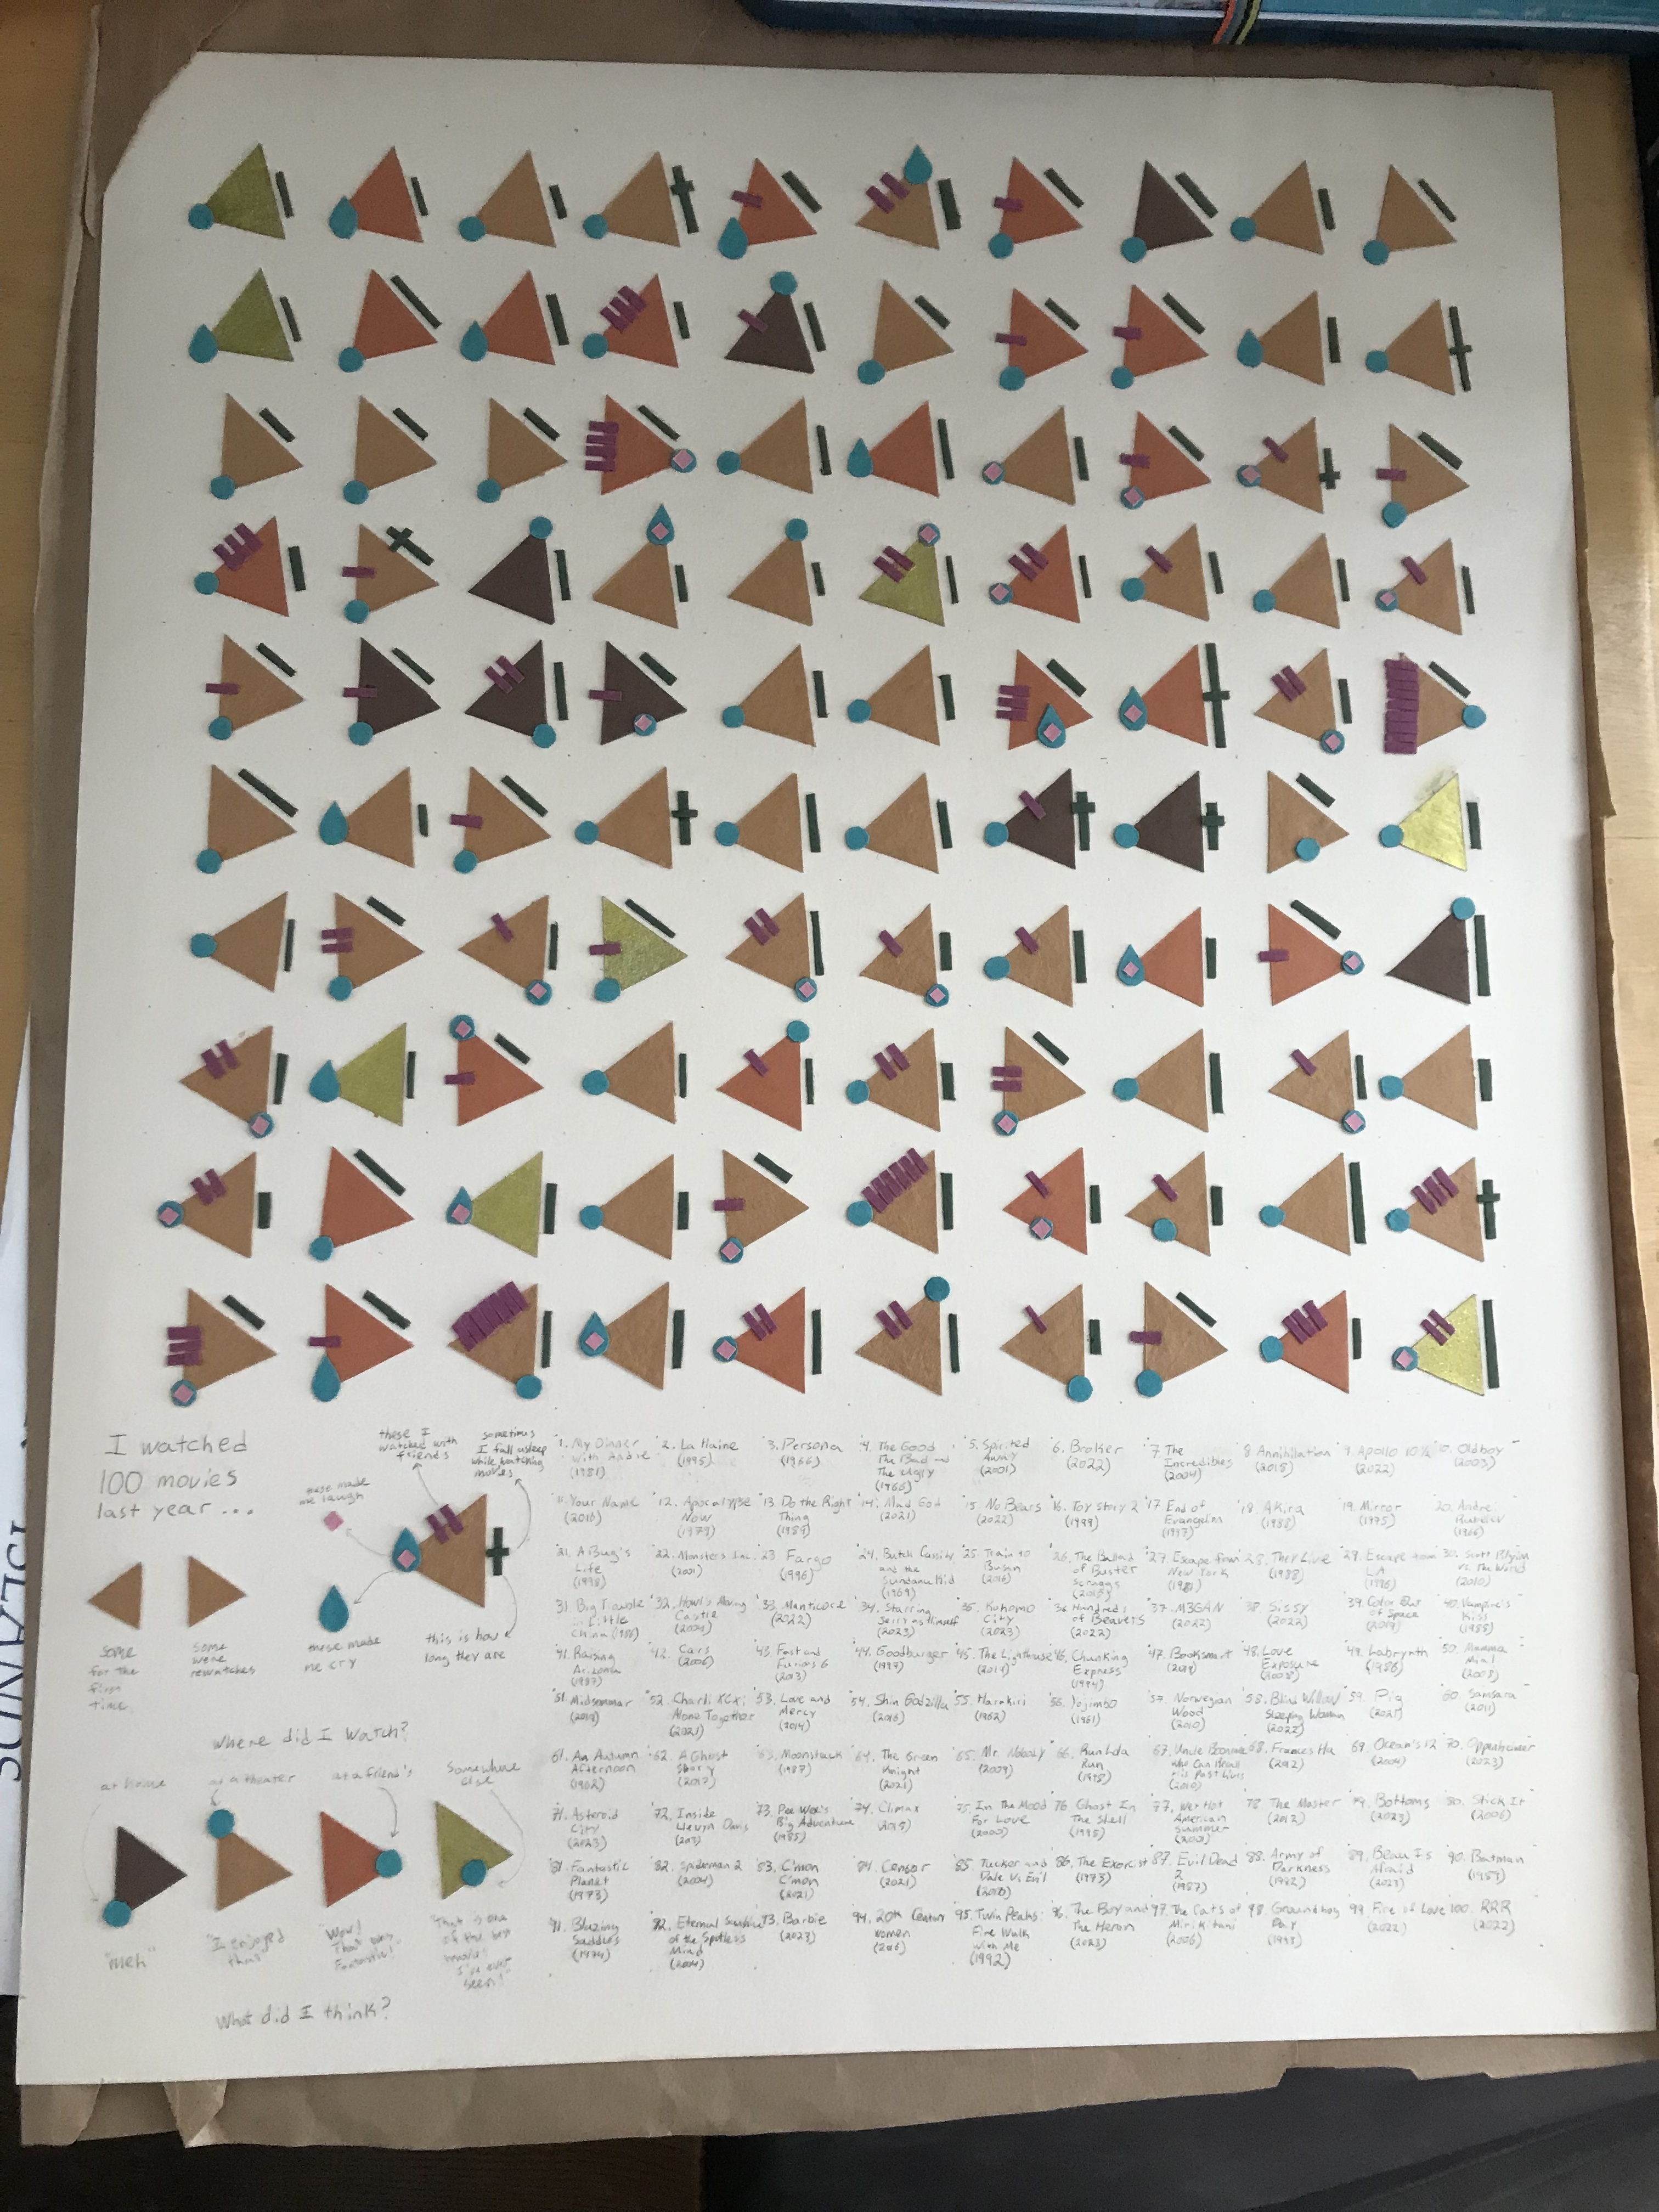 I watched
100 movies
last year...
these I
watched with
friends
sometimes
I fall asleep
while watching
movies
these made
me laugh
these made
me cry
this is how
long they are
some
for the
first
time
some
were
rewatches
where did I watch?
at home
at a theater
at a friend's
somewhere
else
"meh"
"I enjoyed
that"
"Wow!
That was
Fantastic!"
"That is one
of the best
movies
I've ever
seen!"
What did I think?
1. My Dinner
with Andre
(1981)
2. La Haine
(1995)
3. Persona
(1966)
4. The Good
The Bad and
The Ugly
(1966)
5. Spirited
Away
(2001)
6. Broker
(2022)
7. The
Incredibles
(2004)
8. Annihilation
(2018)
9. Apollo 10½
(2022)
10. Oldboy
(2003)
11. Your Name
(2016)
12. Apocalypse
Now
(1979)
13. Do the Right
Thing
(1989)
14. Mad God
(2021)
15. No Bears
(2022)
16. Toy Story 2
(1999)
17. End of
Evangelion
(1997)
18. Akira
(1988)
19. Mirror
(1975)
20. Andrei
Rublev
(1966)
21. A Bug's
Life
(1998)
22. Monsters Inc.
(2001)
23 Fargo
(1996)
24. Butch Cassidy
and the
Sundance Kid
(1969)
25. Train to
Busan
(2016)
26. The Ballad
of Buster
Scruggs
(2018)
27. Escape from
New York
(1981)
28. They Live
(1988)
29. Escape from
LA
(1996)
30. Scott Pilgrim
vs. The World
(2010)
31. Big Trouble
in Little
China (1986)
32. Howl's Moving
Castle
(2004)
33. Manticore
(2022)
34. Starring
Jerry as Himself
(2023)
35. Kokomo
City
(2023)
36 Hundreds
of Beavers
(2022)
37. M3GAN
(2022)
38. Sissy
(2022)
39. Color Out
of Space
(2019)
40. Vampire's
Kiss
(1988)
41. Raising
Arizona
(1987)
42. Cars
(2006)
43. Fast and
Furious 6
(2013)
44. Goodburger
(1997)
45. The Lighthouse
(2019)
46. Chunking
Express
(1994)
47. Booksmart
(2019)
48. Love
Exposure
(2008)
49. Labrynth
(1986)
50. Mamma
Mia!
(2008)
51. Midsommar
(2019)
52. Charli XCX:
Alone Together
(2021)
53. Love and
Mercy
(2014)
54. Shin Godzilla
(2016)
55. Harakiri
(1962)
56. Yojimbo
(1961)
57. Norwegian
Wood
(2010)
58. Blind Willow
Sleeping Woman
(2022)
59. Pig
(2021)
60. Samsara
(2011)
61. An Autumn
Afternoon
(1962)
62. A Ghost
Story
(2017)
63. Moonstruck
(1987)
64. The Green
Knight
(2021)
65. Mr. Nobody
(2009)
66. Run Lola
Run
(1998)
67. Uncle Boonmee
Who Can Recall
His Past Lives
(2010)
68. Frances Ha
(2012)
69. Ocean's 12
(2004)
70. Oppenheimer
(2023)
71. Asteroid
City
(2023)
72. Inside
Llewyn Davis
73. Pee Wee's
Big Adventure
(1985)
74. Climax
75. In The Mood
For Love
(2000)
76 Ghost In
The Shell
(1995)
77. Wet Hot
American
Summer
(2001)
78 The Master
(2012)
79. Bottoms
(2023)
80. Stick It
(2006)
81. Fantastic
Planet
(1973)
82. Spiderman 2
(2004)
83. C'mon
C'mon
(2021)
84. Censor
(2021)
85. Tucker and
Dale Vs Evil
(2010)
86. The Exorcist
(1973)
87. Evil Dead
2
(1987)
88. Army of
Darkness
(1992)
89. Beau Is
Afraid
(2023)
90. Batman
(1989)
91. Blazing
Saddles
(1974)
92. Eternal Sunshine
of the Spotless
Mind
(2004)
93. Barbie
(2023)
94. 20th Century
Women
(2016)
95. Twin Peaks:
Fire Walk
With Me
(1992)
96. The Boy and
The Heron
(2023)
97. The Cats of
Mirikitani
(2006)
98. Groundhog
Day
(1993)
99. Fire of Love
(2022)
100. RRR
(2022)